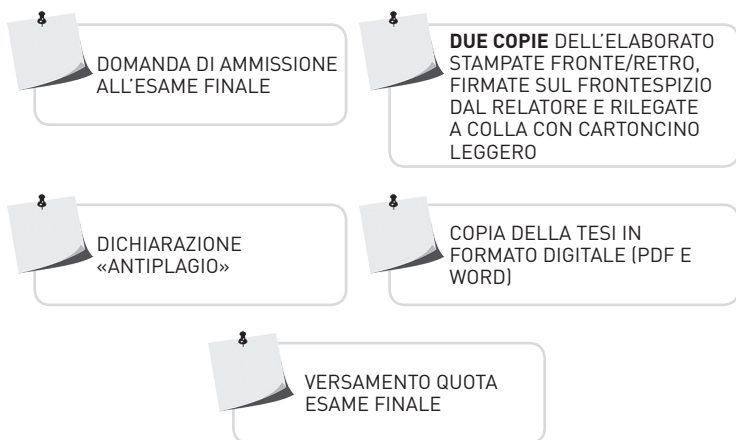 DOMANDA DI AMMISSIONE
ALL'ESAME FINALE
DUE COPIE DELL'ELABORATO
STAMPATE FRONTE/RETRO,
FIRMATE SUL FRONTESPIZIO
DAL RELATORE E RILEGATE
A COLLA CON CARTONCINO
LEGGERO
DICHIARAZIONE
«ANTIPLAGIO»
COPIA DELLA TESI IN
FORMATO DIGITALE (PDF E
WORD)
VERSAMENTO QUOTA
ESAME FINALE